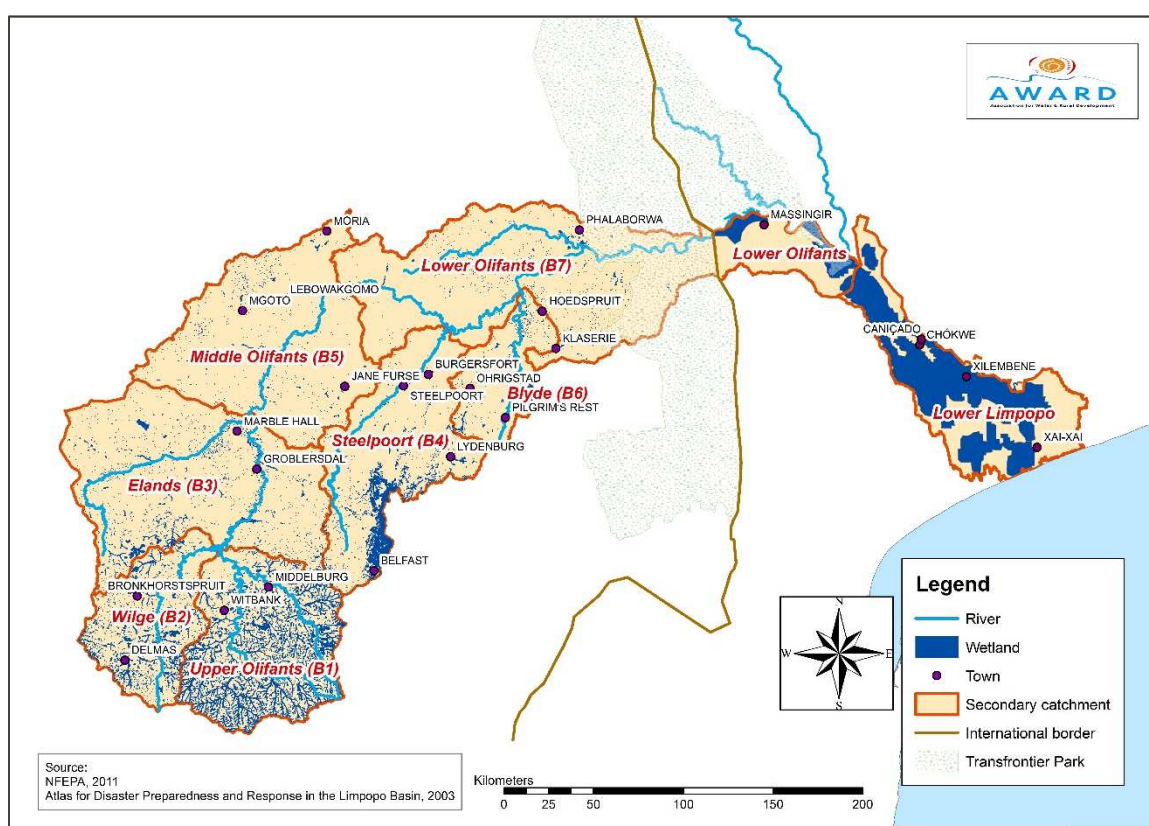 AWARD
Association for Water & Rural Development
MORIA
PHALABORWA
MASSINGIR
Lower Olifants (B7)
Lower Olifants
LEBOWAKGOMO
MGOTO
HOEDSPRUIT
CANIÇADO
CHÓKWE
Middle Olifants (B5)
KLASERIE
BURGERSFORT
JANE FURSE
OHRIGSTAD
XILEMBENE
STEELPOORT
Blyde (B6)
PILGRIM'S REST
Lower Limpopo
MARBLE HALL
Steelpoort (B4)
LYDENBURG
XAI-XAI
GROBLERSDAL
Elands (B3)
BELFAST
MIDDELBURG
BRONKHORSTSPRUIT
WITBANK
Wilge (B2)
DELMAS
Upper Olifants (B1)
N
W
E
S
Legend
River
Wetland
Town
Secondary catchment
International border
Transfrontier Park
Source:
NFEPA, 2011
Atlas for Disaster Preparedness and Response in the Limpopo Basin, 2003
Kilometers
0 25 50 100 150 200